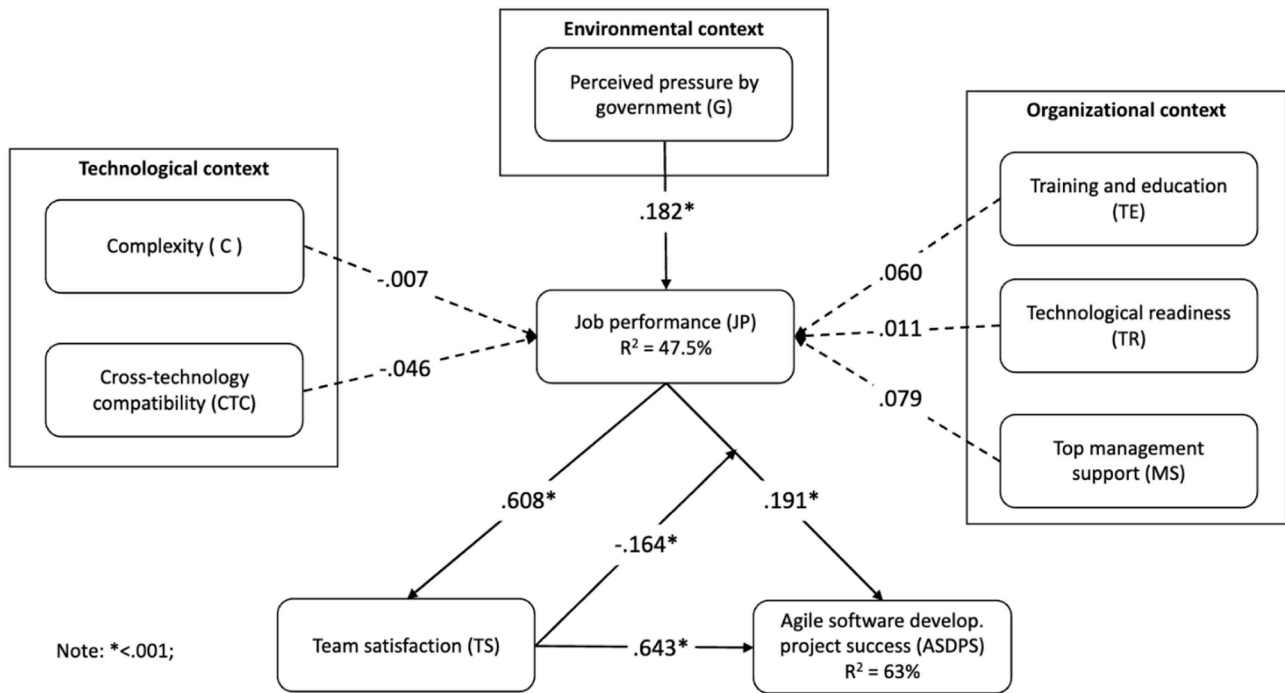 Environmental context
Perceived pressure by
government (G)
Organizational context
Technological context
Training and education
(TE)
.182*
Complexity ( C )
-.007
.060
Job performance (JP)
R² = 47.5%
.011
Technological readiness
(TR)
Cross-technology
compatibility (CTC)
-.046
.079
Top management
support (MS)
.608*
.191*
-.164*
Team satisfaction (TS)
.643*
Agile software develop.
project success (ASDPS)
R² = 63%
Note: *<.001;